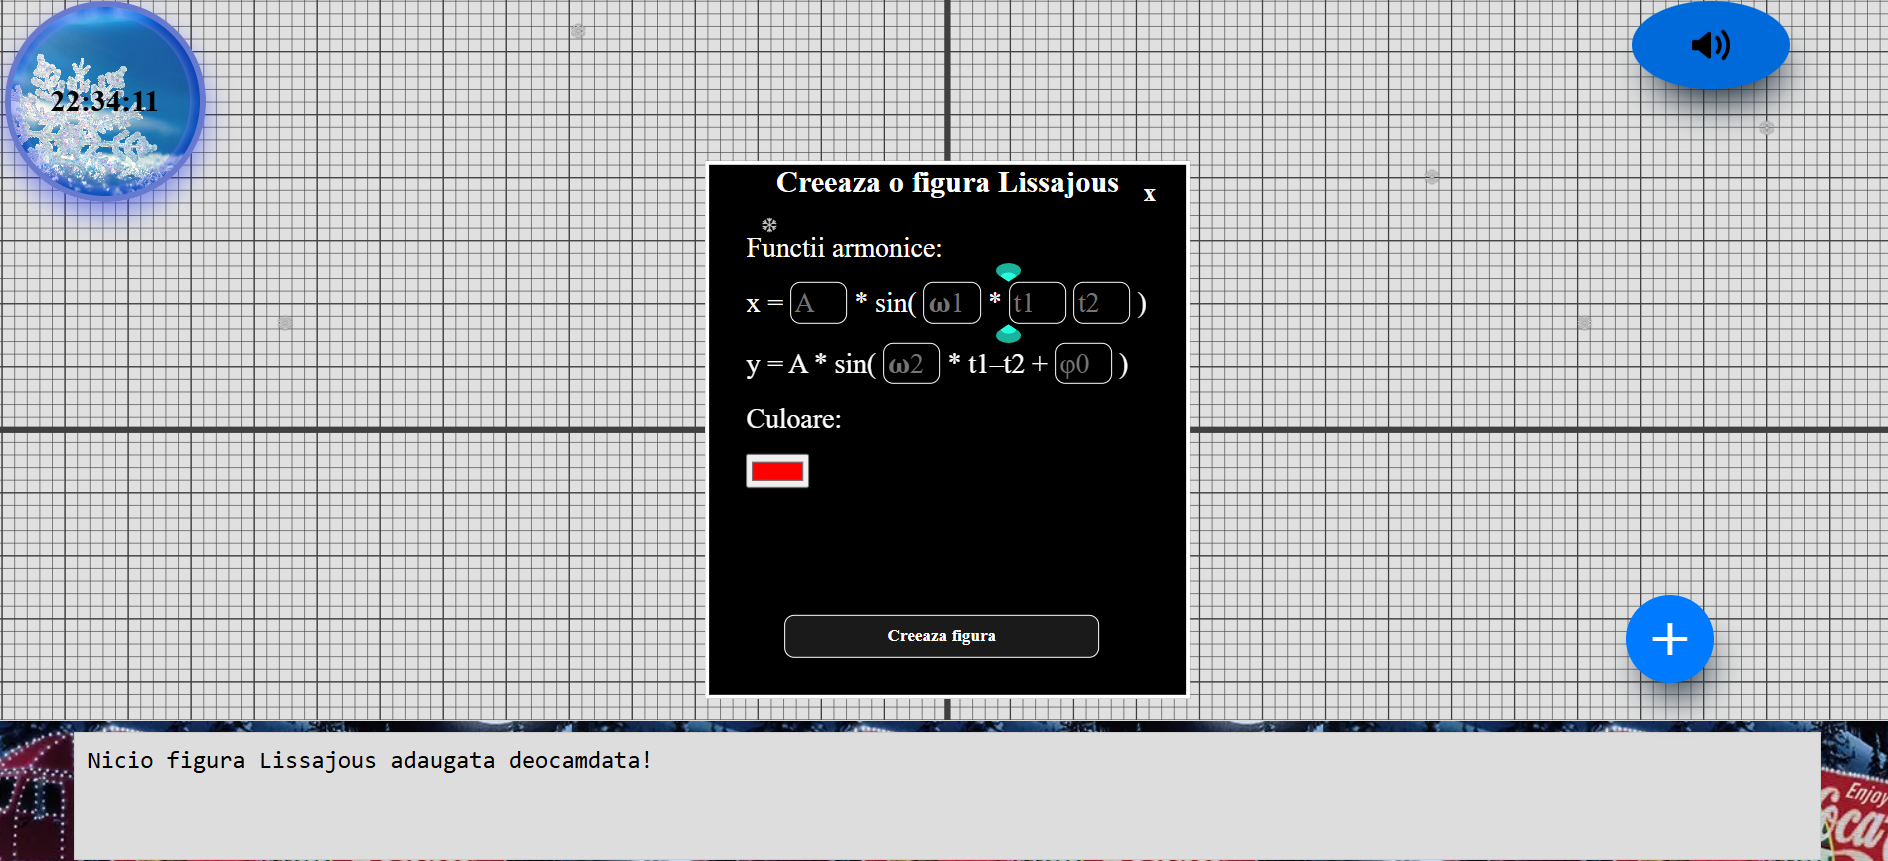 22:34:11
Creeaza o figura Lissajous x
Functii armonice:
x = A * sin( ω1 * t1 t2 )
y = A * sin( ω2 * t1–t2 + φ0 )
Culoare:
Creeaza figura
+
Nicio figura Lissajous adaugata deocamdata!
Enjoy